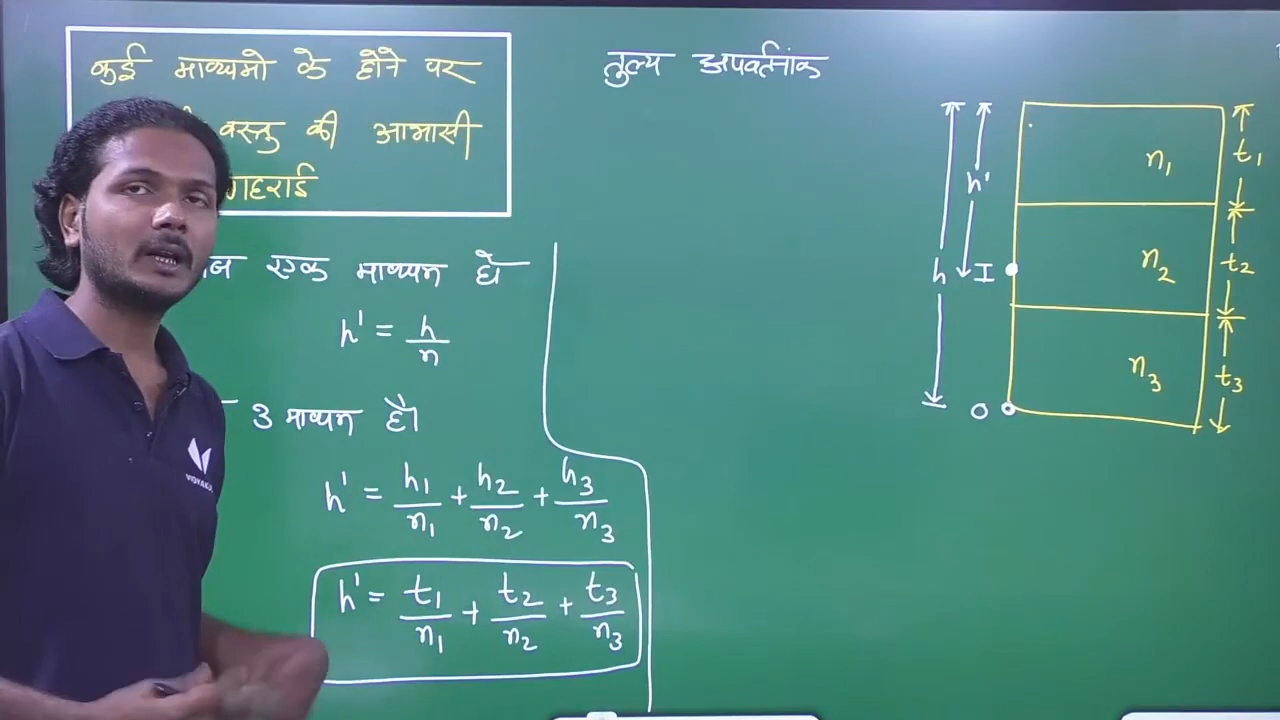 कई माध्यमो के होने पर
वस्तु की आभासी
गहराई
एक माध्यम हो
h' = h/n
3 माध्यम हो।
h' = h₁/n₁ + h₂/n₂ + h₃/n₃
h' = t₁/n₁ + t₂/n₂ + t₃/n₃
तुल्य अपवर्तनांक
h
h'
I
O
n₁
t₁
n₂
t₂
n₃
t₃
VIDYAKUL